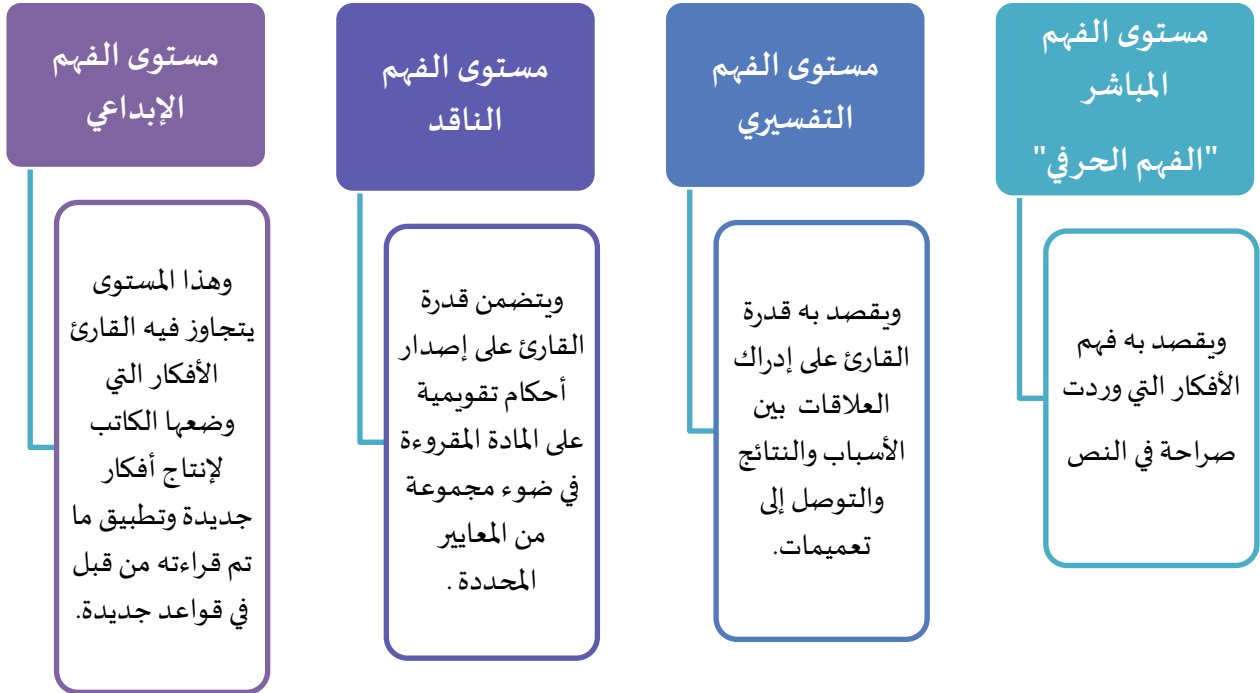 مستوى الفهم
المباشر
"الفهم الحرفي"
ويقصد به فهم
الأفكار التي وردت
صراحة في النص
مستوى الفهم
التفسيري
ويقصد به قدرة
القارئ على إدراك
العلاقات بين
الأسباب والنتائج
والتوصل إلى
تعميمات.
مستوى الفهم
الناقد
ويتضمن قدرة
القارئ على إصدار
أحكام تقويمية
على المادة المقروءة
في ضوء مجموعة
من المعايير
المحددة .
مستوى الفهم
الإبداعي
وهذا المستوى
يتجاوز فيه القارئ
الأفكار التي
وضعها الكاتب
لإنتاج أفكار
جديدة وتطبيق ما
تم قراءته من قبل
في قواعد جديدة.